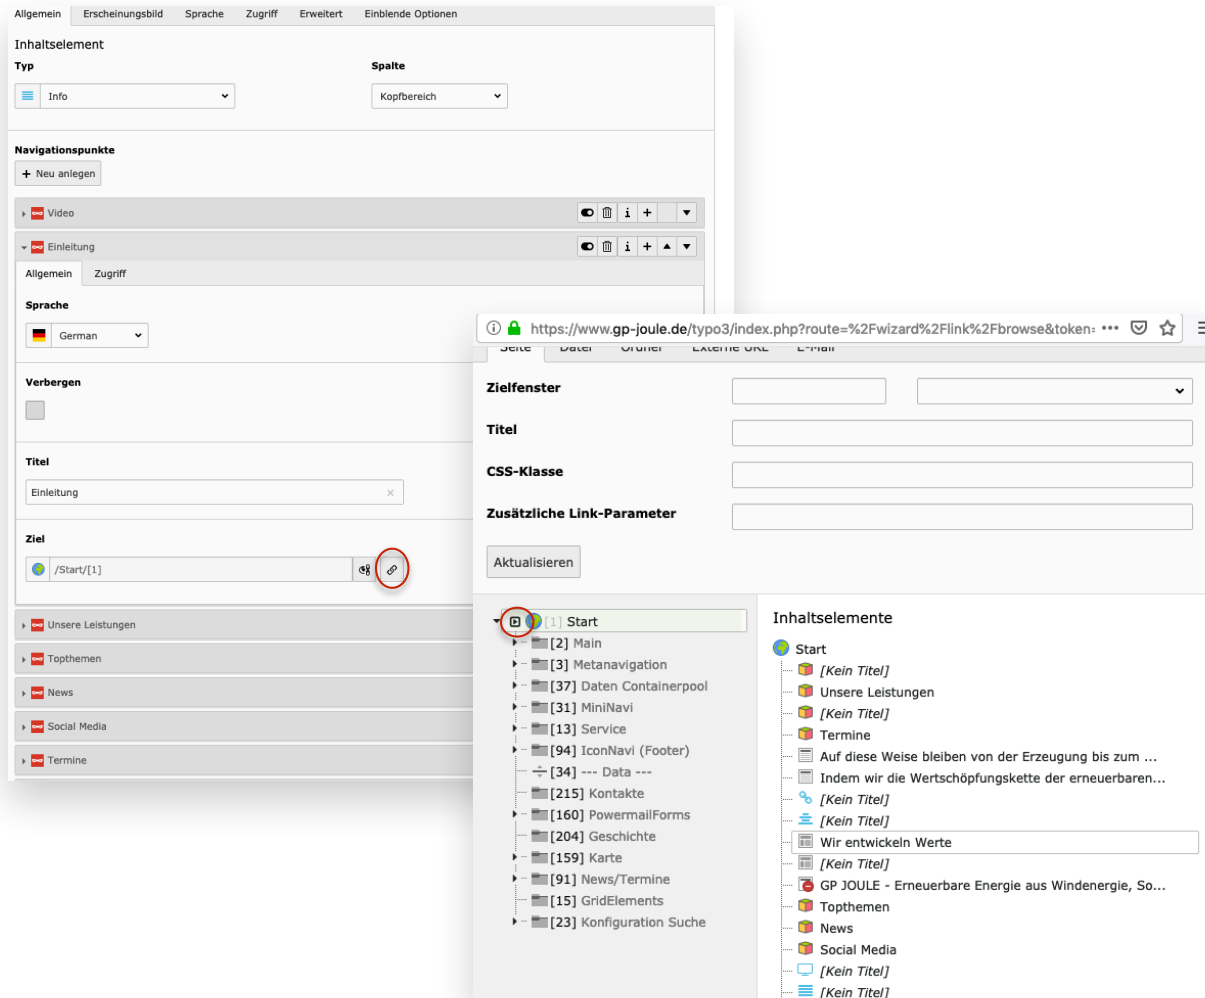 Allgemein Erscheinungsbild Sprache Zugriff Erweitert Einblende Optionen
Inhaltselement
Typ Spalte
Info Kopfbereich
Navigationspunkte
+ Neu anlegen
Video
Einleitung
Allgemein Zugriff
Sprache
German
Verbergen
Titel
Einleitung
Ziel
/Start/[1]
Unsere Leistungen
Topthemen
News
Social Media
Termine
https://www.gp-joule.de/typo3/index.php?route=%2Fwizard%2Flink%2Fbrowse&token=
Seite Datei Ordner Externe URL E-Mail
Zielfenster
Titel
CSS-Klasse
Zusätzliche Link-Parameter
Aktualisieren
[1] Start
[2] Main
[3] Metanavigation
[37] Daten Containerpool
[31] MiniNavi
[13] Service
[94] IconNavi (Footer)
[34] --- Data ---
[215] Kontakte
[160] PowermailForms
[204] Geschichte
[159] Karte
[91] News/Termine
[15] GridElements
[23] Konfiguration Suche
Inhaltselemente
Start
[Kein Titel]
Unsere Leistungen
[Kein Titel]
Termine
Auf diese Weise bleiben von der Erzeugung bis zum ...
Indem wir die Wertschöpfungskette der erneuerbaren...
[Kein Titel]
[Kein Titel]
Wir entwickeln Werte
[Kein Titel]
GP JOULE - Erneuerbare Energie aus Windenergie, So...
Topthemen
News
Social Media
[Kein Titel]
[Kein Titel]